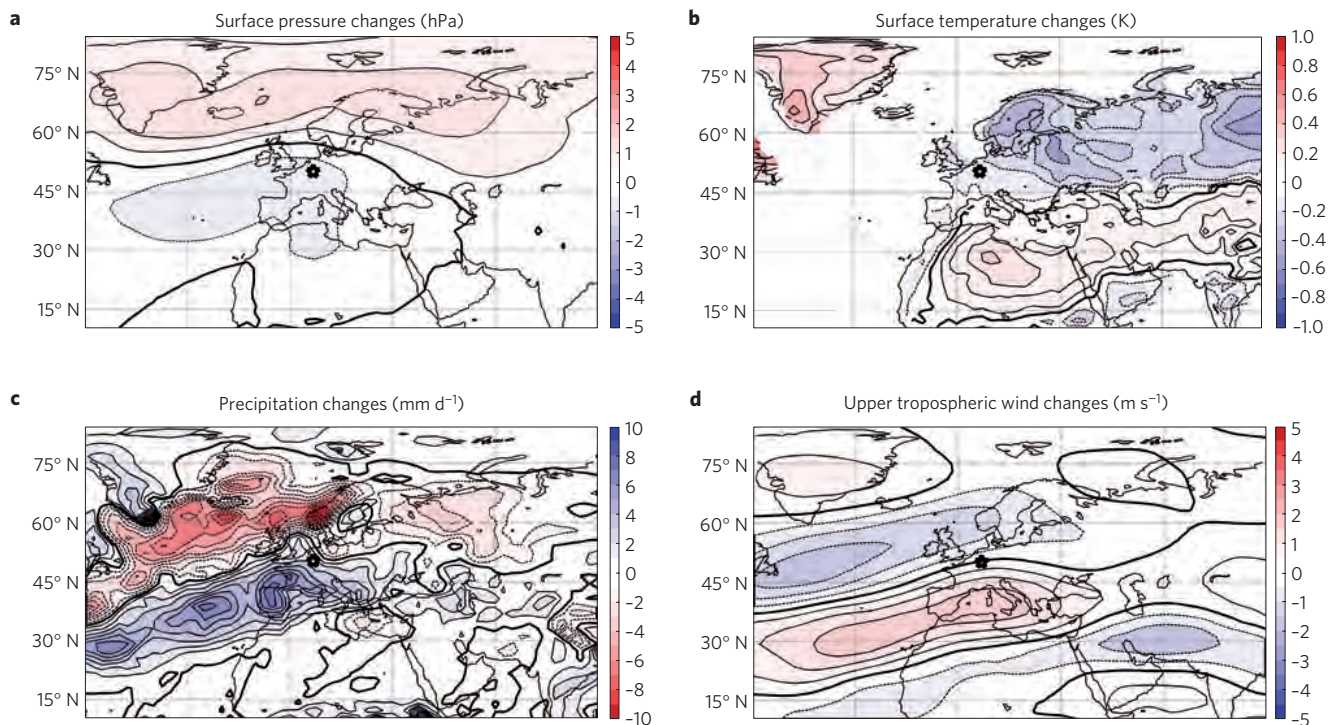 a
Surface pressure changes (hPa)
75° N
60° N
45° N
30° N
15° N
5
4
3
2
1
0
−1
−2
−3
−4
−5
b
Surface temperature changes (K)
75° N
60° N
45° N
30° N
15° N
1.0
0.8
0.6
0.4
0.2
0
−0.2
−0.4
−0.6
−0.8
−1.0
c
Precipitation changes (mm d⁻¹)
75° N
60° N
45° N
30° N
15° N
10
8
6
4
2
0
−2
−4
−6
−8
−10
d
Upper tropospheric wind changes (m s⁻¹)
75° N
60° N
45° N
30° N
15° N
5
4
3
2
1
0
−1
−2
−3
−4
−5